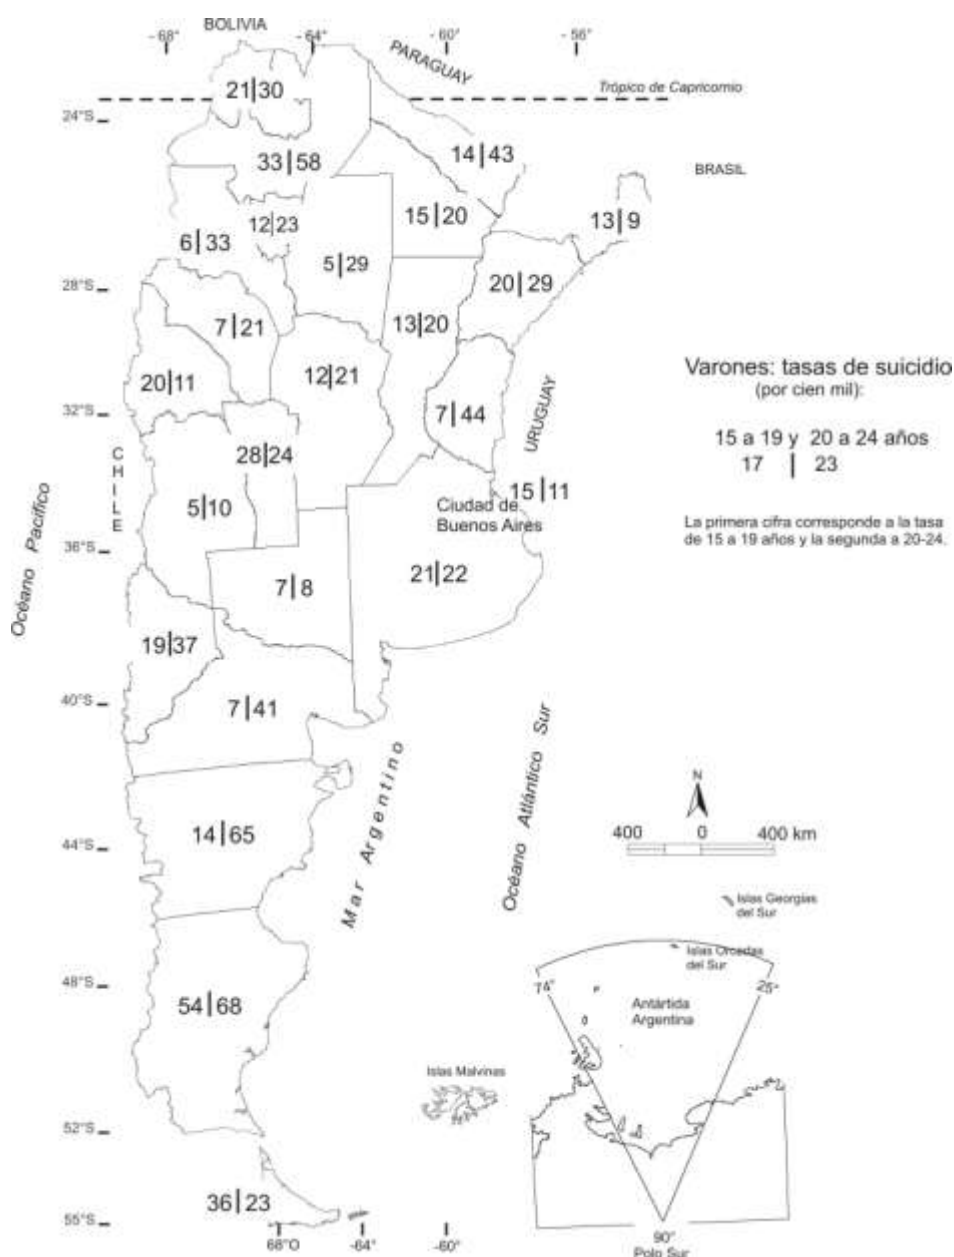 BOLIVIA
- 68°
- 64°
- 60°
- 56°
PARAGUAY
Trópico de Capricornio
21|30
24°S
14|43
33|58
BRASIL
12|23
15|20
13|9
6|33
5|29
20|29
28°S
7|21
13|20
20|11
12|21
Varones: tasas de suicidio
(por cien mil):
7|44
32°S
URUGUAY
15 a 19 y 20 a 24 años
17 | 23
28|24
CHILE
15|11
5|10
Ciudad de
Buenos Aires
La primera cifra corresponde a la tasa
de 15 a 19 años y la segunda a 20-24.
36°S
Océano Pacífico
21|22
7|8
19|37
40°S
7|41
Mar Argentino
Océano Atlántico Sur
N
400 0 400 km
14|65
44°S
Islas Georgias
del Sur
Islas Orcadas
del Sur
48°S
74°
25°
54|68
Antártida
Argentina
Islas Malvinas
52°S
36|23
55°S
68°O
-64°
-60°
90°
Polo Sur